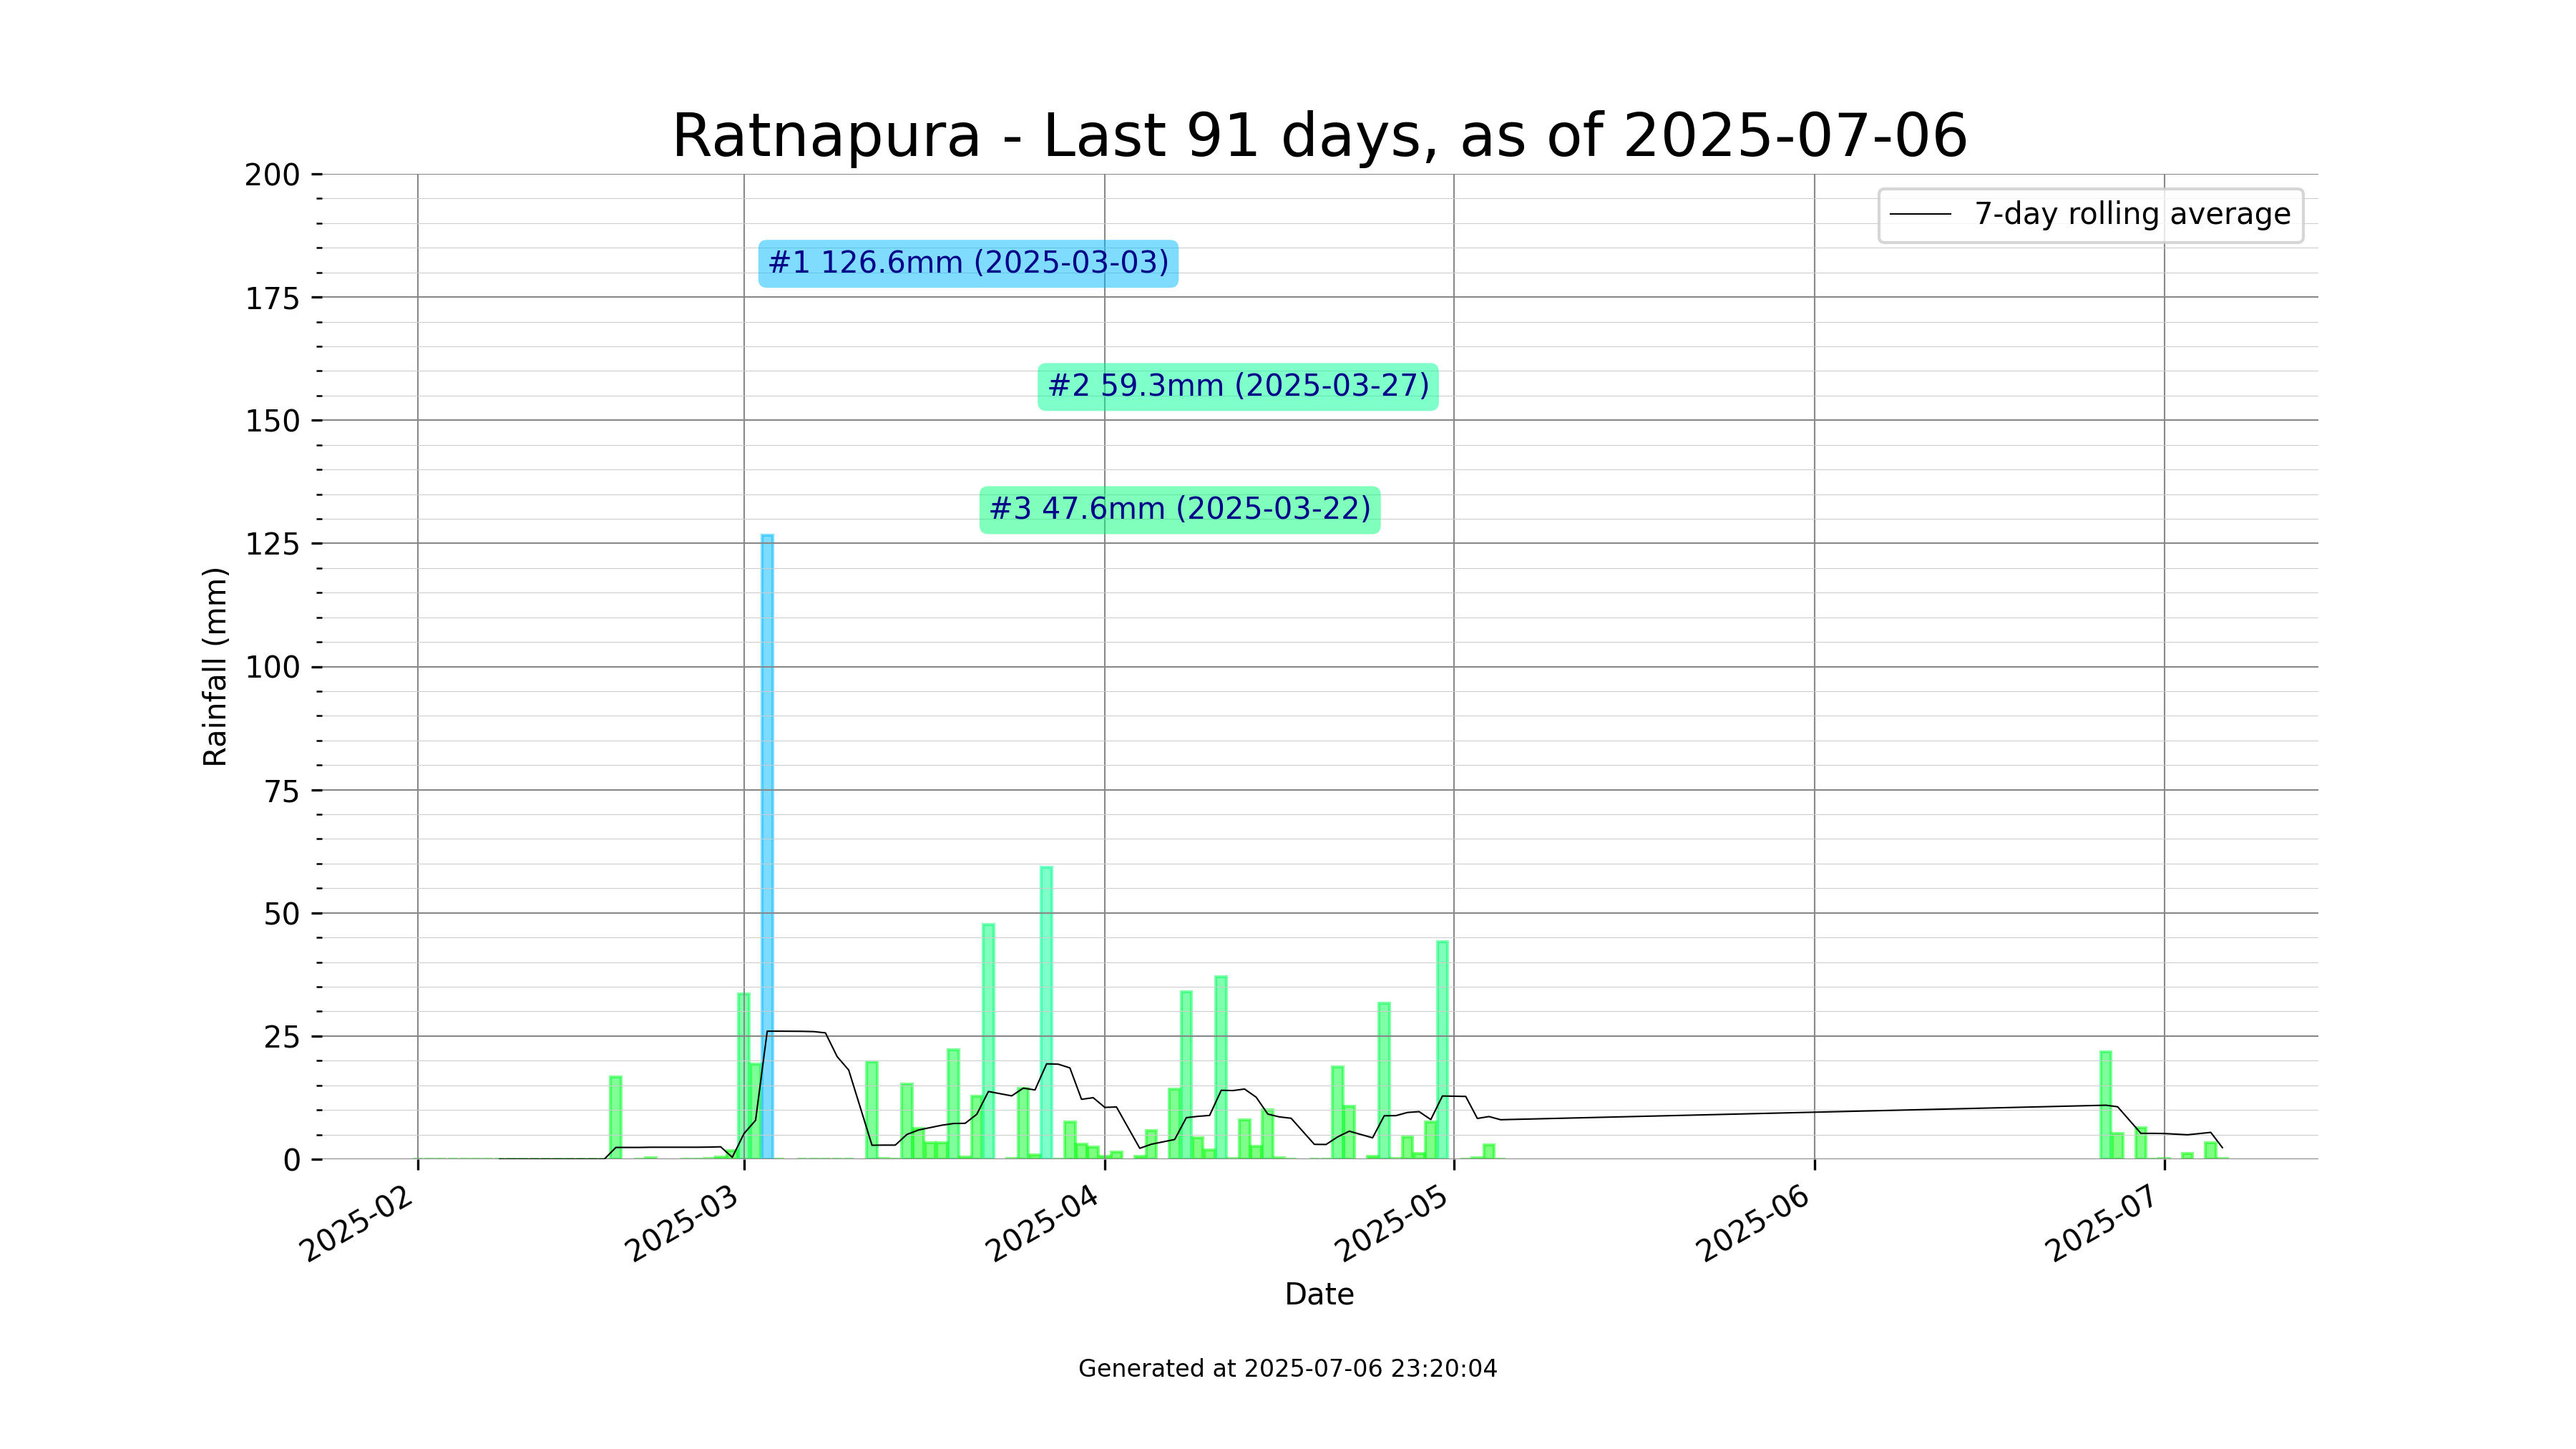 Ratnapura - Last 91 days, as of 2025-07-06
7-day rolling average
#1 126.6mm (2025-03-03)
#2 59.3mm (2025-03-27)
#3 47.6mm (2025-03-22)
Rainfall (mm)
200
175
150
125
100
75
50
25
0
2025-02
2025-03
2025-04
2025-05
2025-06
2025-07
Date
Generated at 2025-07-06 23:20:04